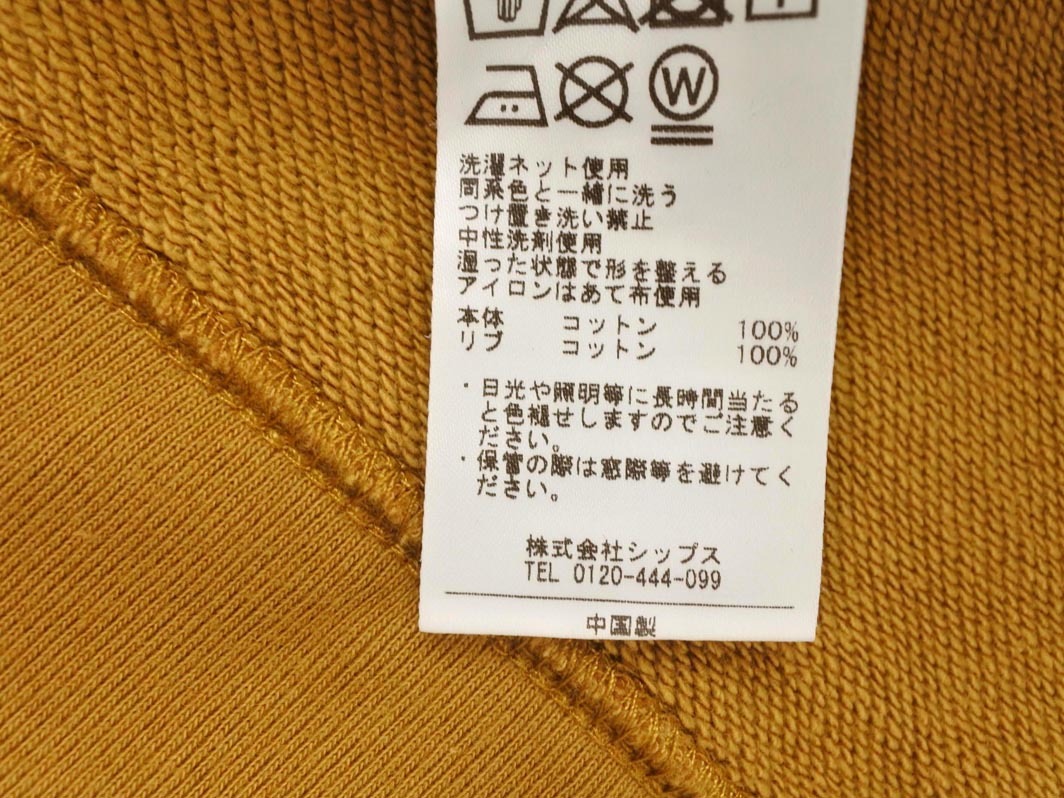 W
洗濯ネット使用
同系色と一緒に洗う
つけ置き洗い禁止
中性洗剤使用
湿った状態で形を整える
アイロンはあて布使用
本体 コットン 100%
リブ コットン 100%
・日光や照明等に長時間当たる
と色褪せしますのでご注意く
ださい。
・保管の際は窓際等を避けてく
ださい。
株式会社シップス
TEL 0120-444-099
中国製